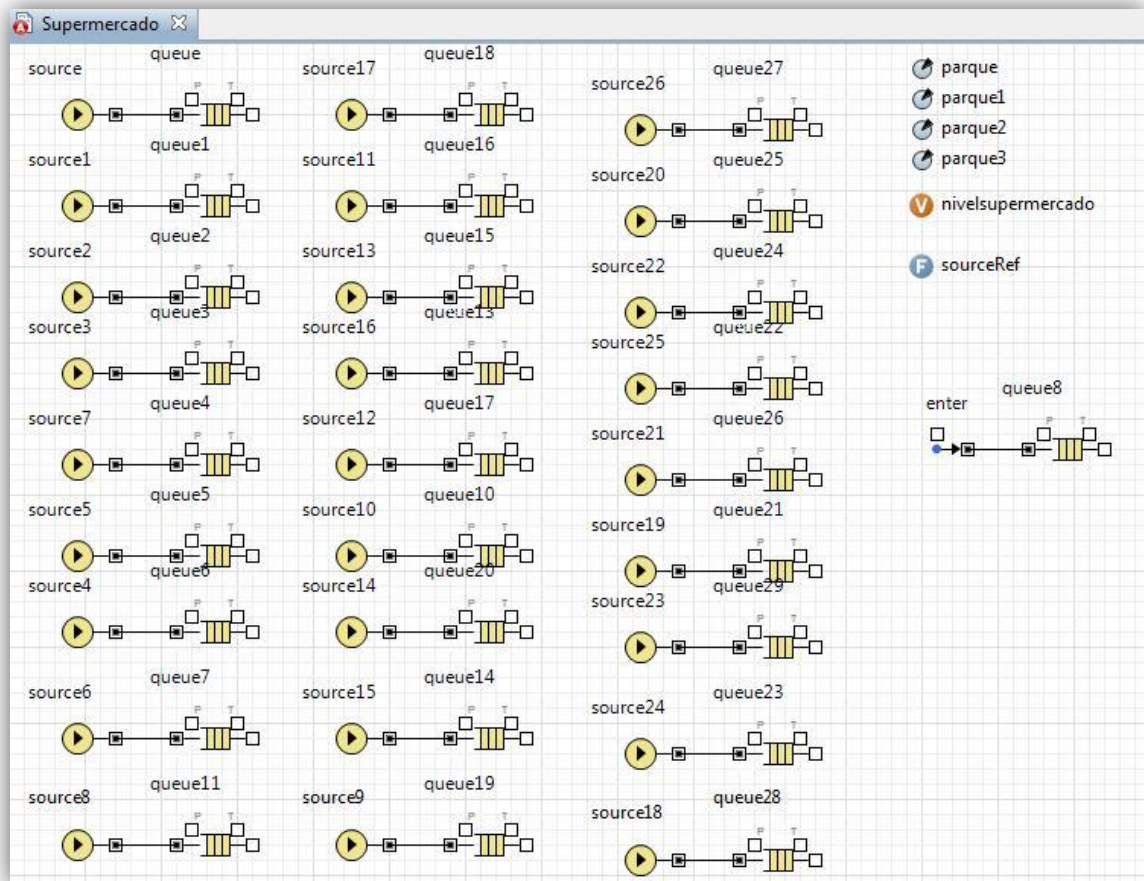 Supermercado
queue
source
queue18
source17
queue27
source26
parque
parque1
parque2
parque3
P T
P T
P T
queue1
source1
queue16
source11
queue25
source20
nivelsupermercado
P T
P T
P T
queue2
source2
queue15
source13
queue24
source22
sourceRef
P T
P T
P T
queue3
source3
queue13
source16
queue22
source25
P T
P T
P T
queue4
source7
queue17
source12
queue26
source21
enter
queue8
P T
P T
P T
P T
queue5
source5
queue10
source10
queue21
source19
P T
P T
P T
queue6
source4
queue20
source14
queue29
source23
P T
P T
P T
queue7
source6
queue14
source15
queue23
source24
P T
P T
P T
queue11
source8
queue19
source9
queue28
source18
P T
P T
P T